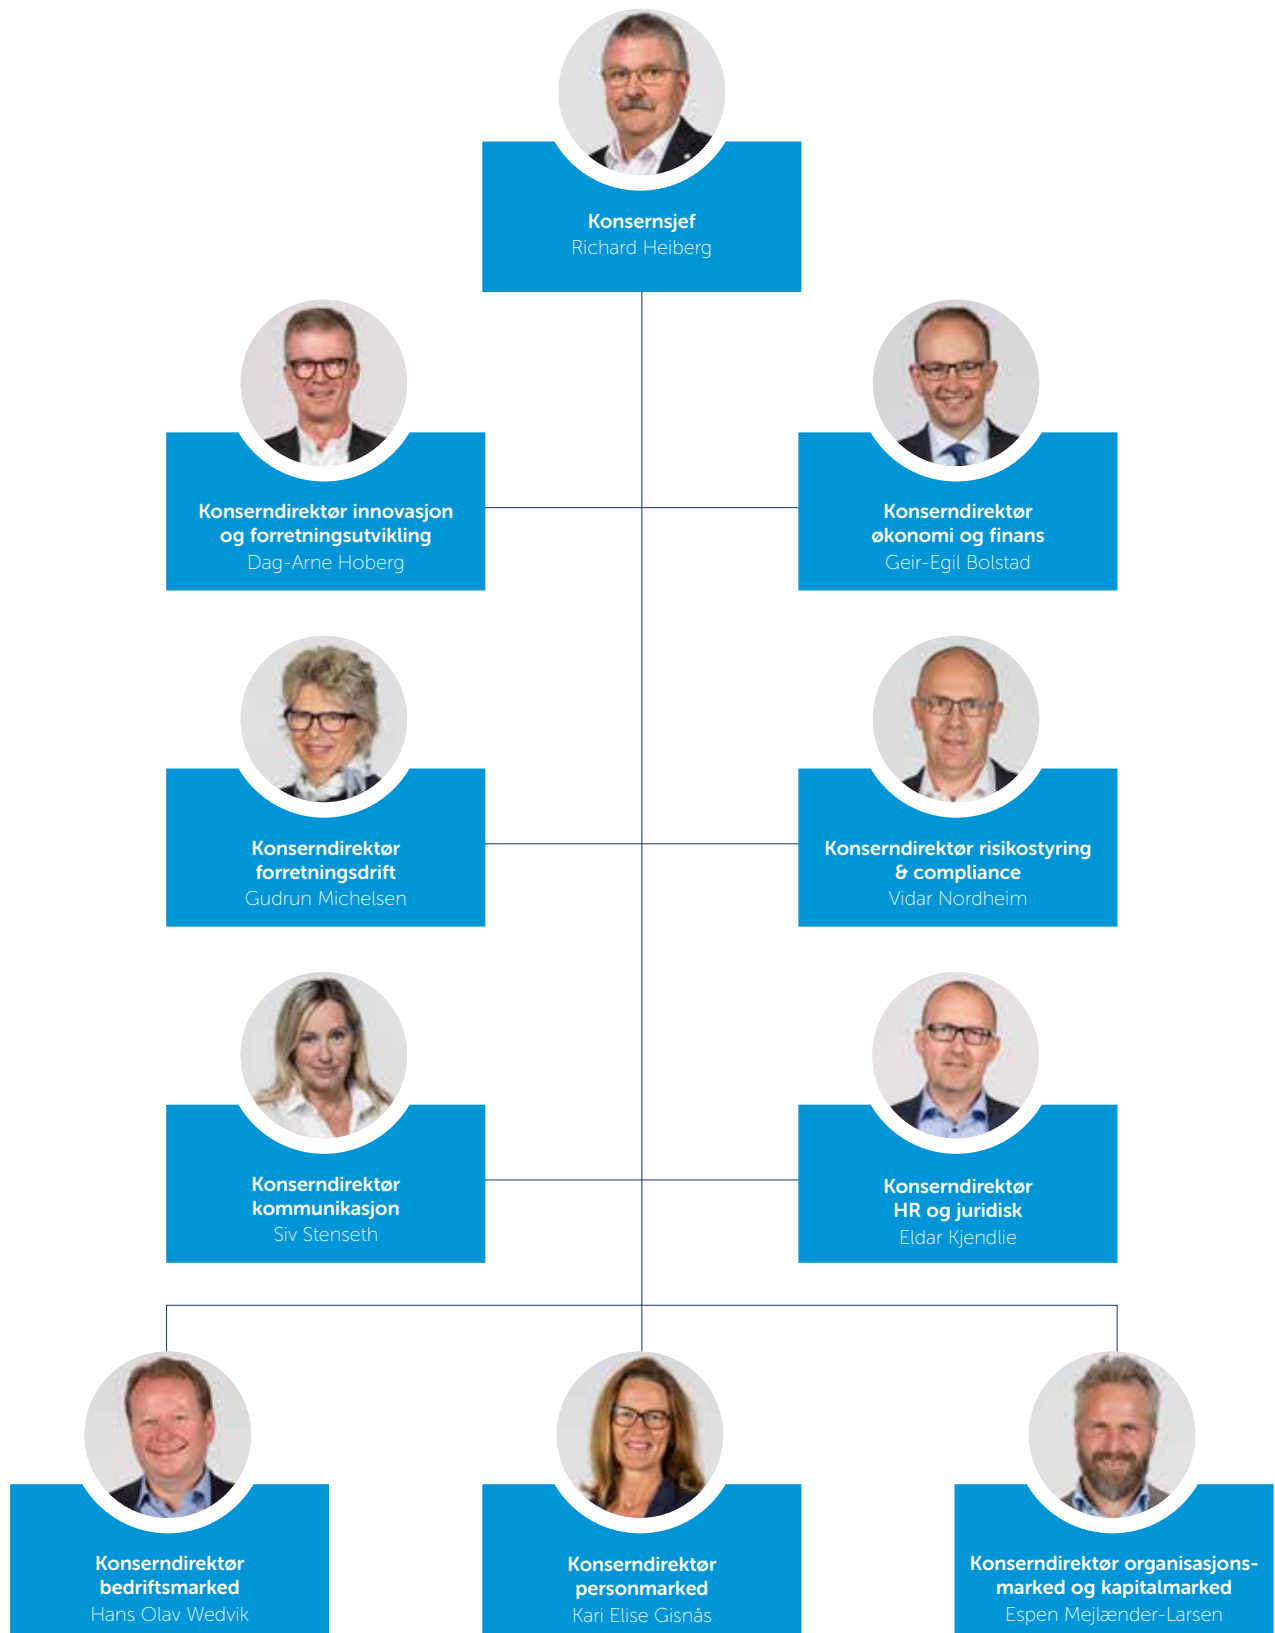 Konsernsjef
Richard Heiberg
Konserndirektør innovasjon
og forretningsutvikling
Dag-Arne Hoberg
Konserndirektør
økonomi og finans
Geir-Egil Bolstad
Konserndirektør
forretningsdrift
Gudrun Michelsen
Konserndirektør risikostyring
& compliance
Vidar Nordheim
Konserndirektør
kommunikasjon
Siv Stenseth
Konserndirektør
HR og juridisk
Eldar Kjendlie
Konserndirektør
bedriftsmarked
Hans Olav Wedvik
Konserndirektør
personmarked
Kari Elise Gisnås
Konserndirektør organisasjons-
marked og kapitalmarked
Espen Mejlænder-Larsen